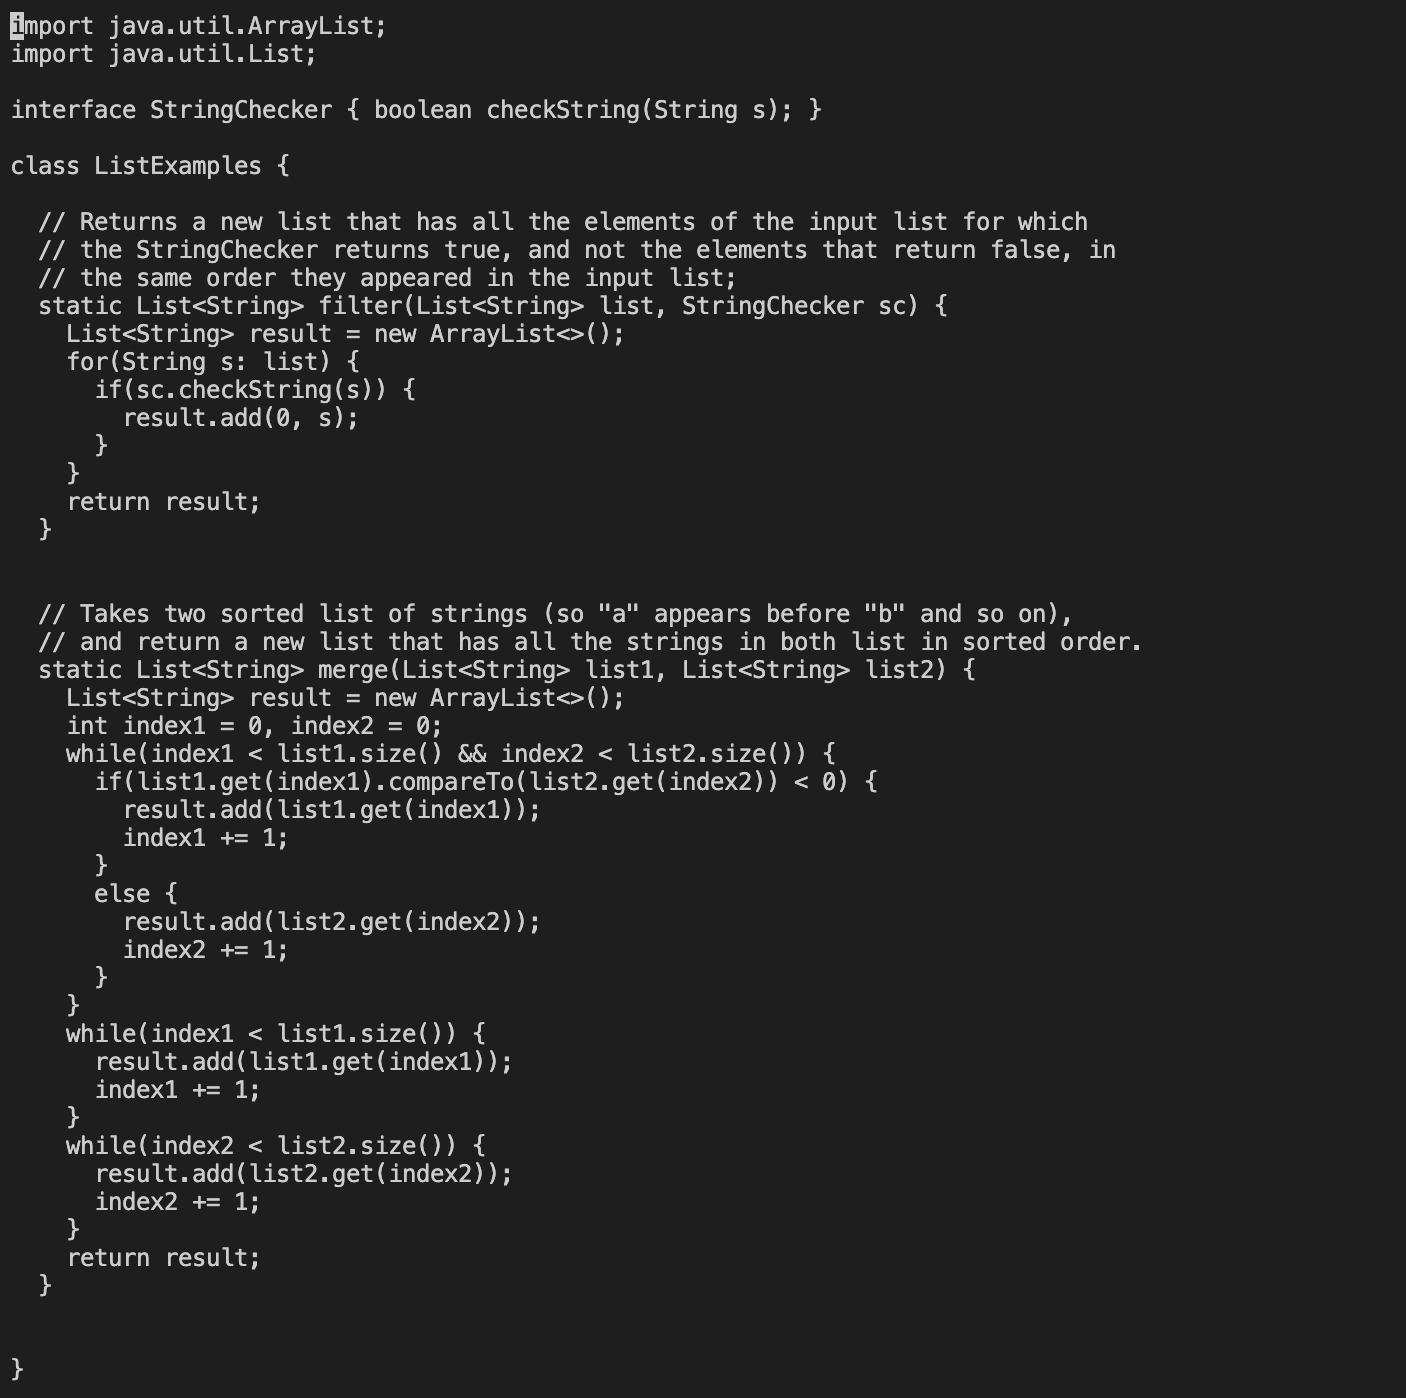 import java.util.ArrayList;
import java.util.List;

interface StringChecker { boolean checkString(String s); }

class ListExamples {

  // Returns a new list that has all the elements of the input list for which
  // the StringChecker returns true, and not the elements that return false, in
  // the same order they appeared in the input list;
  static List<String> filter(List<String> list, StringChecker sc) {
    List<String> result = new ArrayList<>();
    for(String s: list) {
      if(sc.checkString(s)) {
        result.add(0, s);
      }
    }
    return result;
  }


  // Takes two sorted list of strings (so "a" appears before "b" and so on),
  // and return a new list that has all the strings in both list in sorted order.
  static List<String> merge(List<String> list1, List<String> list2) {
    List<String> result = new ArrayList<>();
    int index1 = 0, index2 = 0;
    while(index1 < list1.size() && index2 < list2.size()) {
      if(list1.get(index1).compareTo(list2.get(index2)) < 0) {
        result.add(list1.get(index1));
        index1 += 1;
      }
      else {
        result.add(list2.get(index2));
        index2 += 1;
      }
    }
    while(index1 < list1.size()) {
      result.add(list1.get(index1));
      index1 += 1;
    }
    while(index2 < list2.size()) {
      result.add(list2.get(index2));
      index2 += 1;
    }
    return result;
  }


}